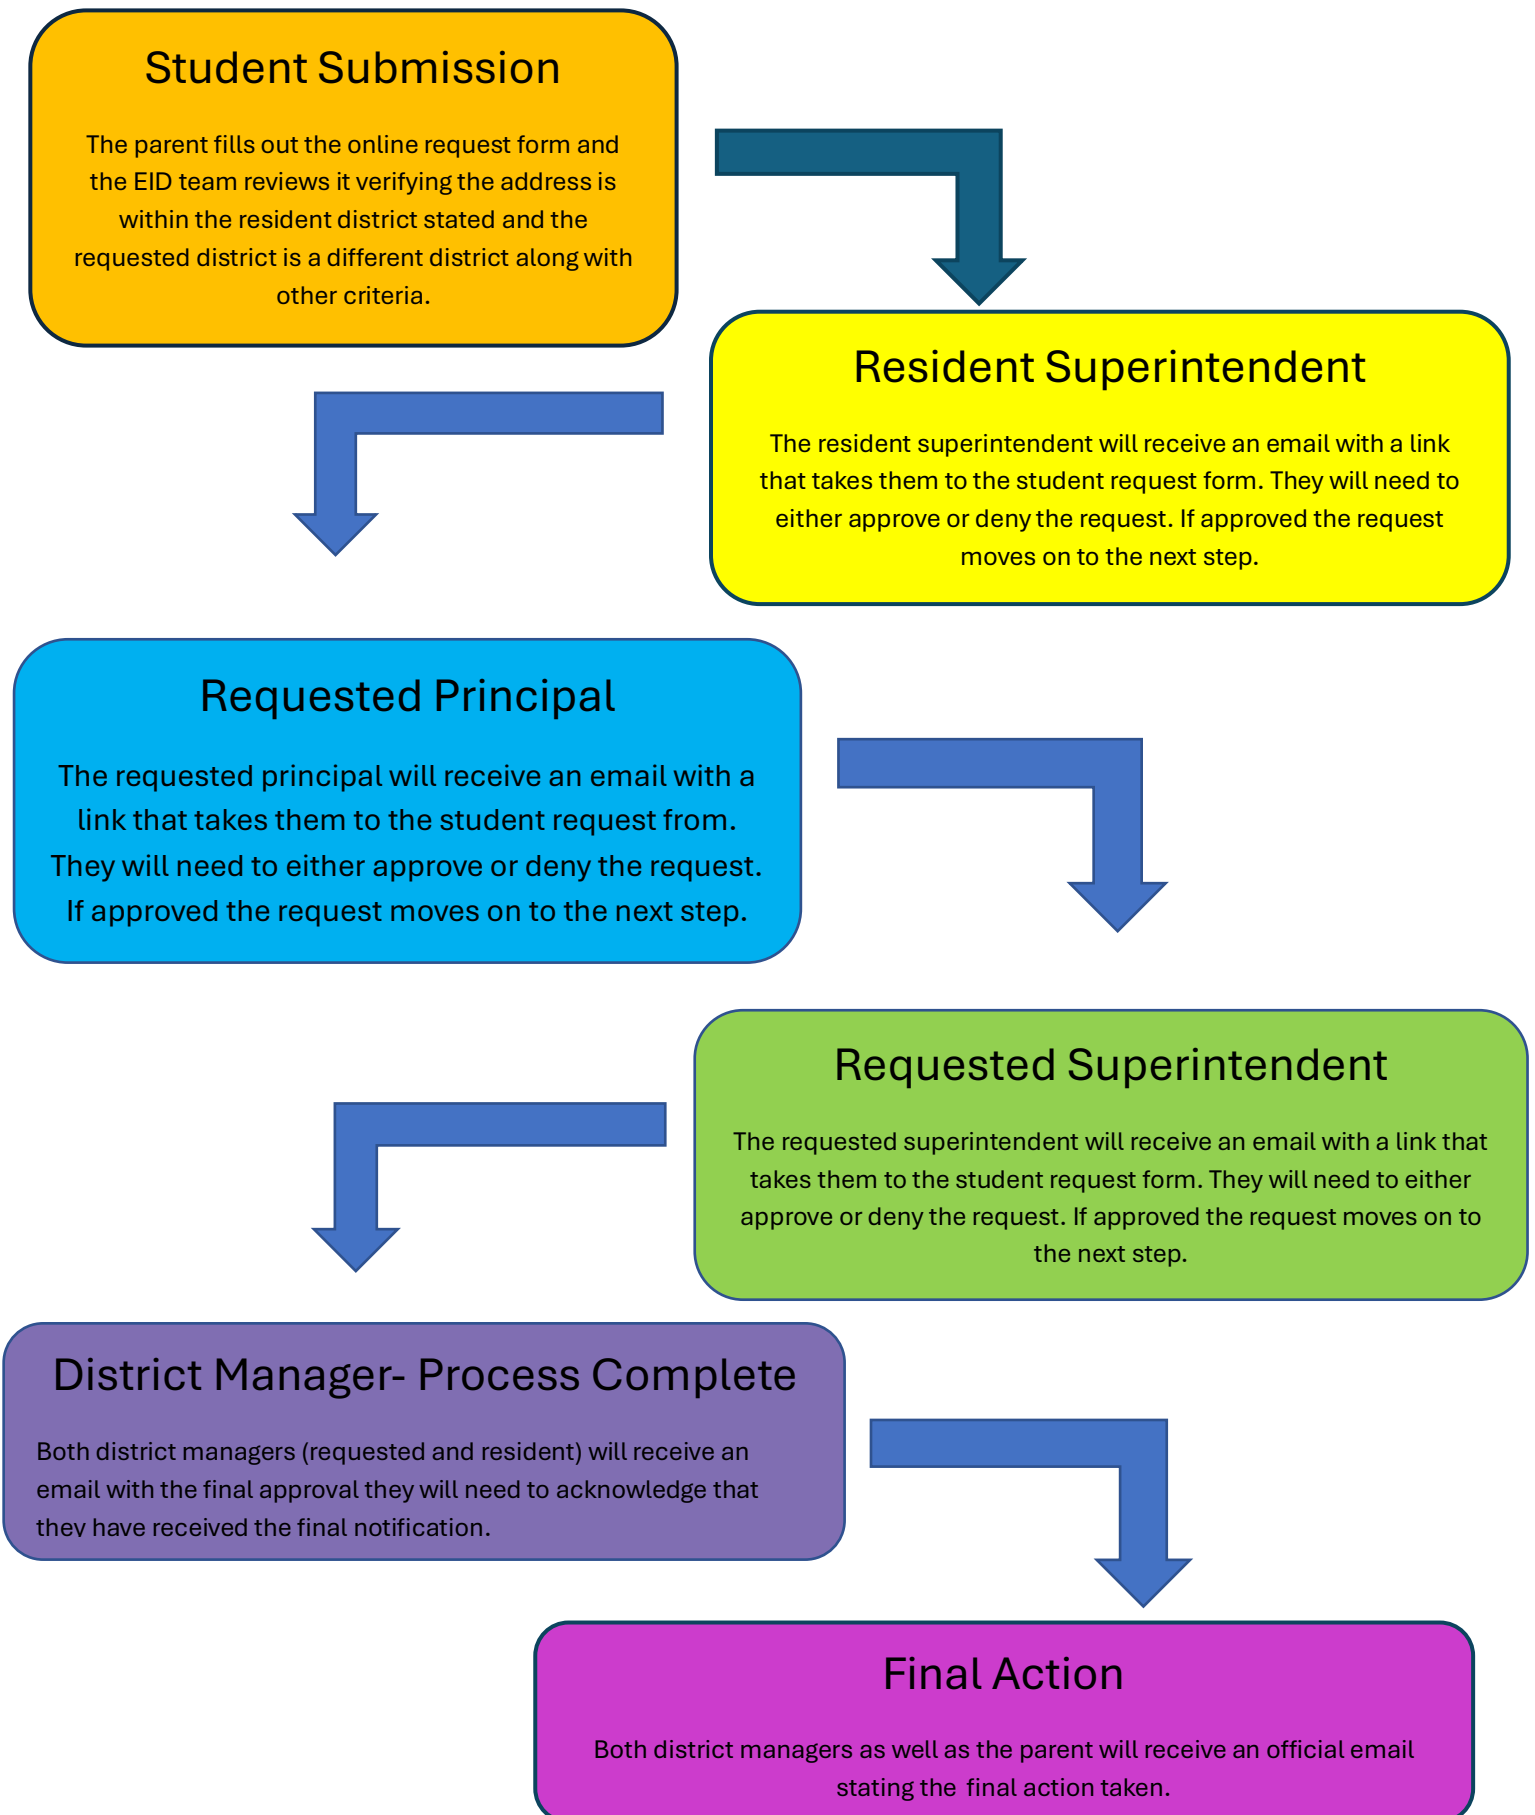 Student Submission
The parent fills out the online request form and
the EID team reviews it verifying the address is
within the resident district stated and the
requested district is a different district along with
other criteria.
Resident Superintendent
The resident superintendent will receive an email with a link
that takes them to the student request form. They will need to
either approve or deny the request. If approved the request
moves on to the next step.
Requested Principal
The requested principal will receive an email with a
link that takes them to the student request from.
They will need to either approve or deny the request.
If approved the request moves on to the next step.
Requested Superintendent
The requested superintendent will receive an email with a link that
takes them to the student request form. They will need to either
approve or deny the request. If approved the request moves on to
the next step.
District Manager- Process Complete
Both district managers (requested and resident) will receive an
email with the final approval they will need to acknowledge that
they have received the final notification.
Final Action
Both district managers as well as the parent will receive an official email
stating the final action taken.